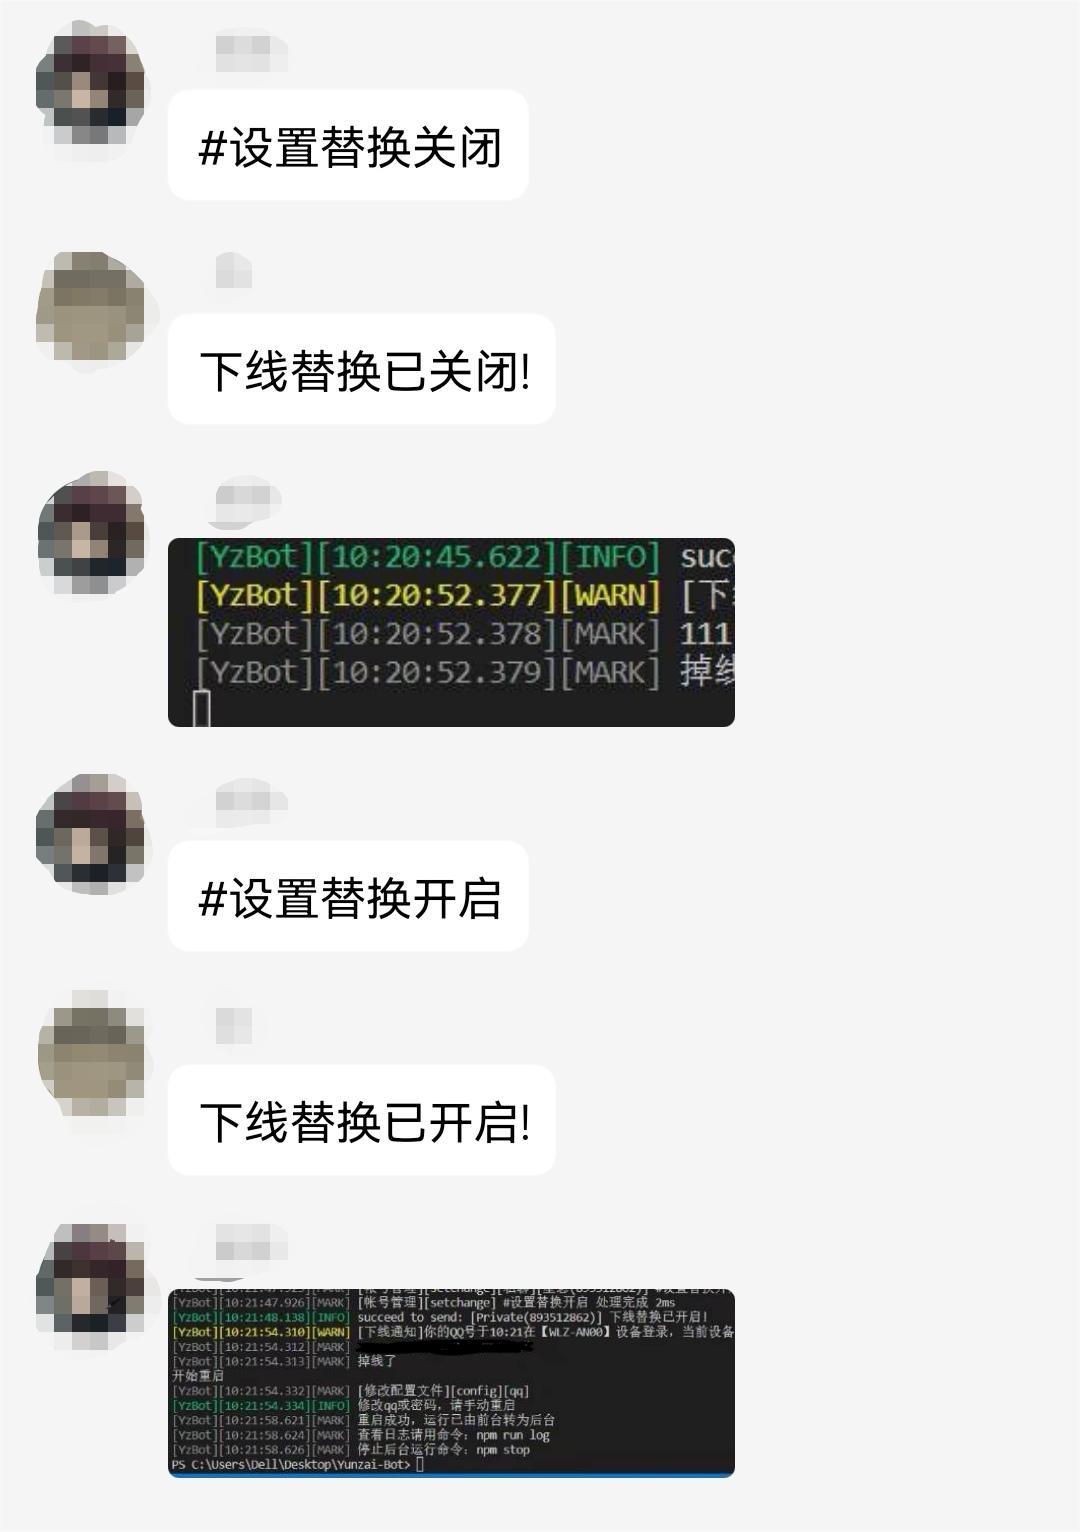 #设置替换关闭
下线替换已关闭!
[YzBot][10:20:45.622][INFO] suc
[YzBot][10:20:52.377][WARN] [下
[YzBot][10:20:52.378][MARK] 111
[YzBot][10:20:52.379][MARK] 掉线
#设置替换开启
下线替换已开启!
[YzBot][10:21:47.926][MARK] [帐号管理][setchange] #设置替换开启 处理完成 2ms
[YzBot][10:21:48.138][INFO] succeed to send: [Private(893512862)] 下线替换已开启!
[YzBot][10:21:54.310][WARN] [下线通知]你的QQ号于10:21在【WLZ-AN00】设备登录，当前设备
[YzBot][10:21:54.312][MARK]
[YzBot][10:21:54.313][MARK] 掉线了
开始重启
[YzBot][10:21:54.332][MARK] [修改配置文件][config][qq]
[YzBot][10:21:54.334][INFO] 修改qq或密码，请手动重启
[YzBot][10:21:58.621][MARK] 重启成功，运行已由前台转为后台
[YzBot][10:21:58.624][MARK] 查看日志请用命令：npm run log
[YzBot][10:21:58.626][MARK] 停止后台运行命令：npm stop
PS C:\Users\Dell\Desktop\Yunzai-Bot>